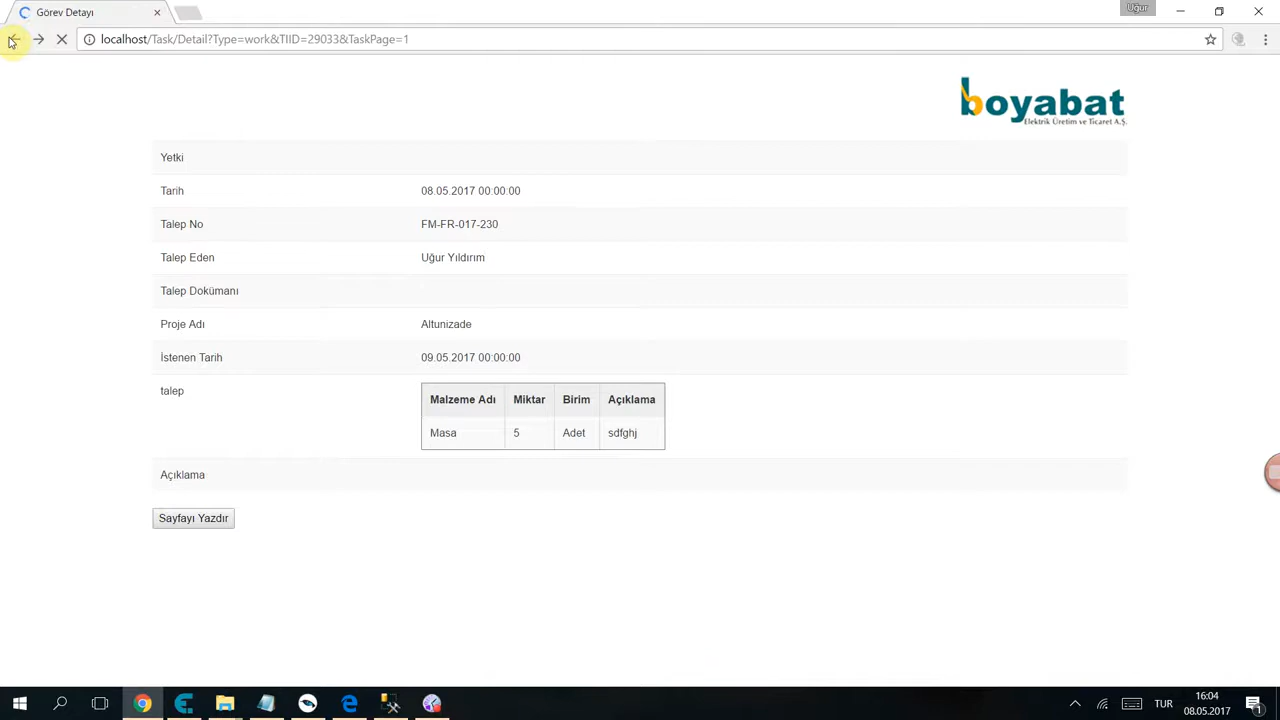 Görev Detayı
Uğur
localhost/Task/Detail?Type=work&TIID=29033&TaskPage=1
boyabat
Elektrik Üretim ve Ticaret A.Ş.
Yetki
Tarih 08.05.2017 00:00:00
Talep No FM-FR-017-230
Talep Eden Uğur Yıldırım
Talep Dokümanı
Proje Adı Altunizade
İstenen Tarih 09.05.2017 00:00:00
talep
Malzeme Adı Miktar Birim Açıklama
Masa 5 Adet sdfghj
Açıklama
Sayfayı Yazdır
TUR
16:04
08.05.2017
1